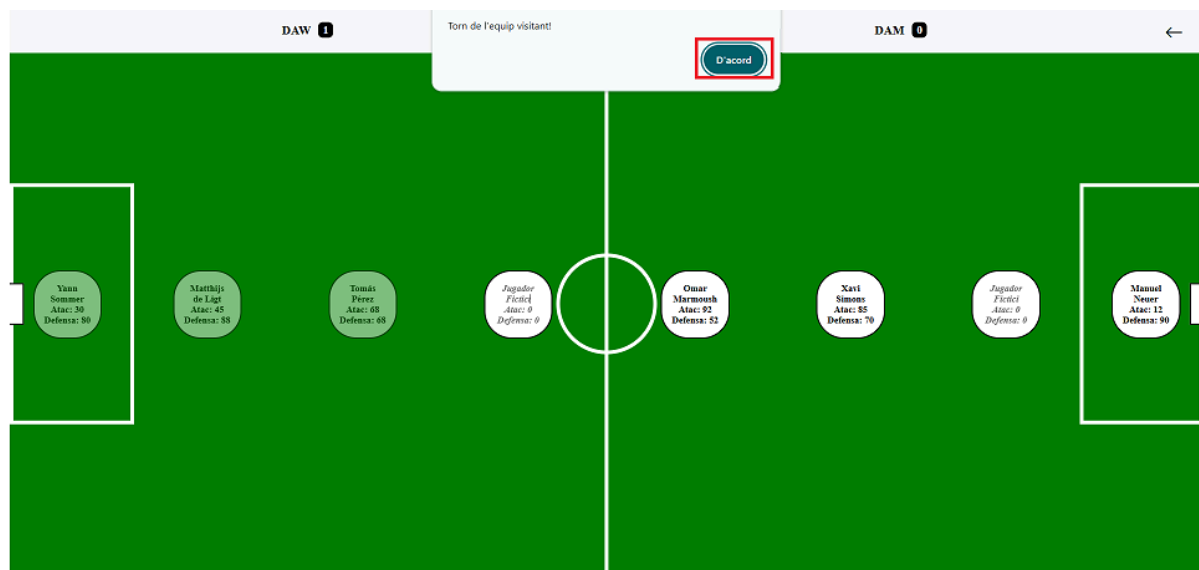 DAW 1
Torn de l'equip visitant!
D'acord
DAM 0
←
Yann
Sommer
Atac: 30
Defensa: 80
Matthijs
de Ligt
Atac: 45
Defensa: 88
Tomás
Pérez
Atac: 68
Defensa: 68
Jugador
Fictici
Atac: 0
Defensa: 0
Omar
Marmoush
Atac: 92
Defensa: 52
Xavi
Simons
Atac: 85
Defensa: 70
Jugador
Fictici
Atac: 0
Defensa: 0
Manuel
Neuer
Atac: 12
Defensa: 90